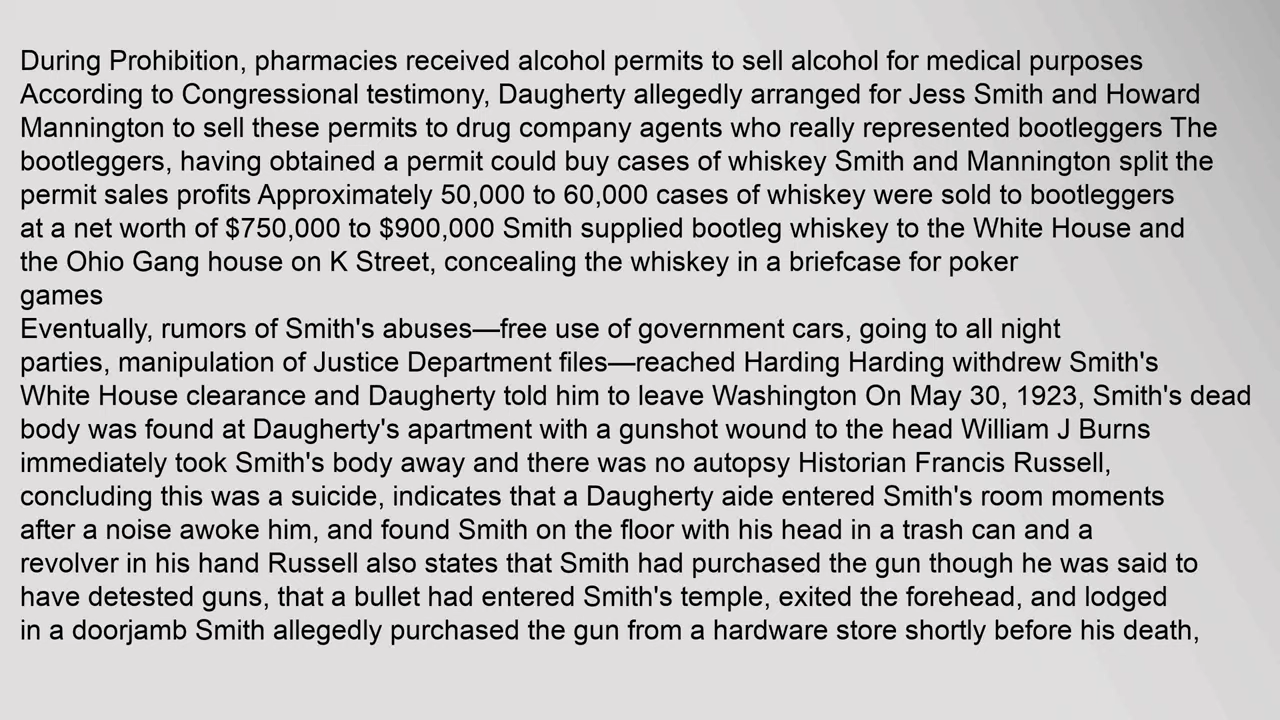 During Prohibition, pharmacies received alcohol permits to sell alcohol for medical purposes
According to Congressional testimony, Daugherty allegedly arranged for Jess Smith and Howard
Mannington to sell these permits to drug company agents who really represented bootleggers The
bootleggers, having obtained a permit could buy cases of whiskey Smith and Mannington split the
permit sales profits Approximately 50,000 to 60,000 cases of whiskey were sold to bootleggers
at a net worth of $750,000 to $900,000 Smith supplied bootleg whiskey to the White House and
the Ohio Gang house on K Street, concealing the whiskey in a briefcase for poker
games
Eventually, rumors of Smith's abuses—free use of government cars, going to all night
parties, manipulation of Justice Department files—reached Harding Harding withdrew Smith's
White House clearance and Daugherty told him to leave Washington On May 30, 1923, Smith's dead
body was found at Daugherty's apartment with a gunshot wound to the head William J Burns
immediately took Smith's body away and there was no autopsy Historian Francis Russell,
concluding this was a suicide, indicates that a Daugherty aide entered Smith's room moments
after a noise awoke him, and found Smith on the floor with his head in a trash can and a
revolver in his hand Russell also states that Smith had purchased the gun though he was said to
have detested guns, that a bullet had entered Smith's temple, exited the forehead, and lodged
in a doorjamb Smith allegedly purchased the gun from a hardware store shortly before his death,